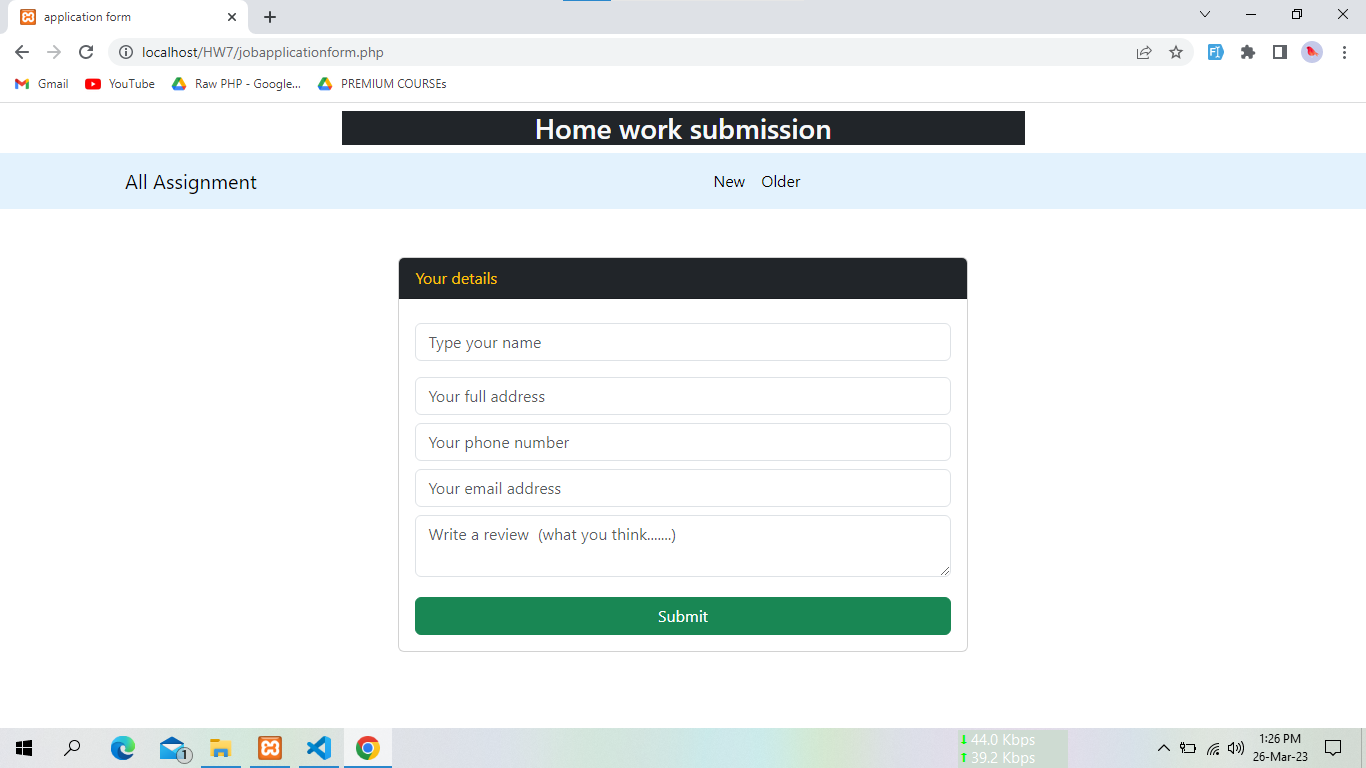 application form
localhost/HW7/jobapplicationform.php
Gmail YouTube Raw PHP - Google... PREMIUM COURSEs
Home work submission
All Assignment New Older
Your details
Type your name
Your full address
Your phone number
Your email address
Write a review  (what you think.......)
Submit
44.0 Kbps
39.2 Kbps
1
1:26 PM
26-Mar-23